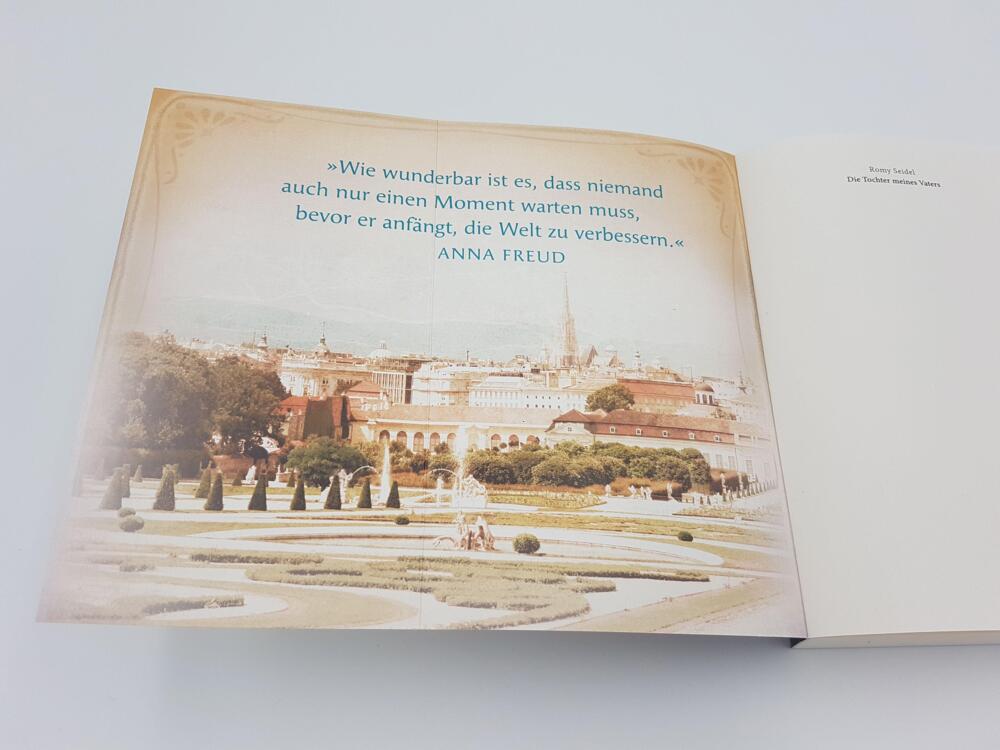 »Wie wunderbar ist es, dass niemand
auch nur einen Moment warten muss,
bevor er anfängt, die Welt zu verbessern.«
ANNA FREUD
Romy Seidel
Die Tochter meines Vaters